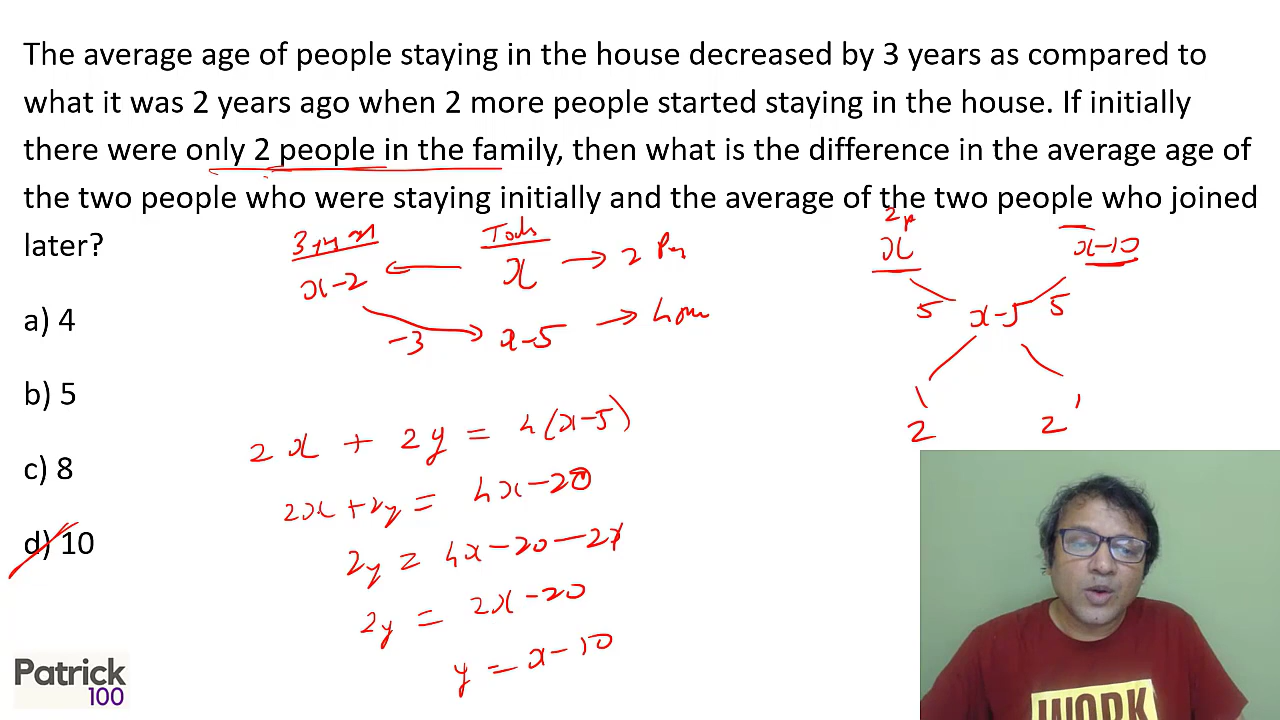 The average age of people staying in the house decreased by 3 years as compared to
what it was 2 years ago when 2 more people started staying in the house. If initially
there were only 2 people in the family, then what is the difference in the average age of
the two people who were staying initially and the average of the two people who joined
later?
x
x-2
→ 2
-3
x-5
2p
x
x-10
5
x-5
5
2
2
a) 4
b) 5
c) 8
d) 10
2x + 2y = 4(x-5)
2x + 2y = 4x-20
2y = 4x-20-2x
2y = 2x-20
y = x-10
Patrick
100
WORK